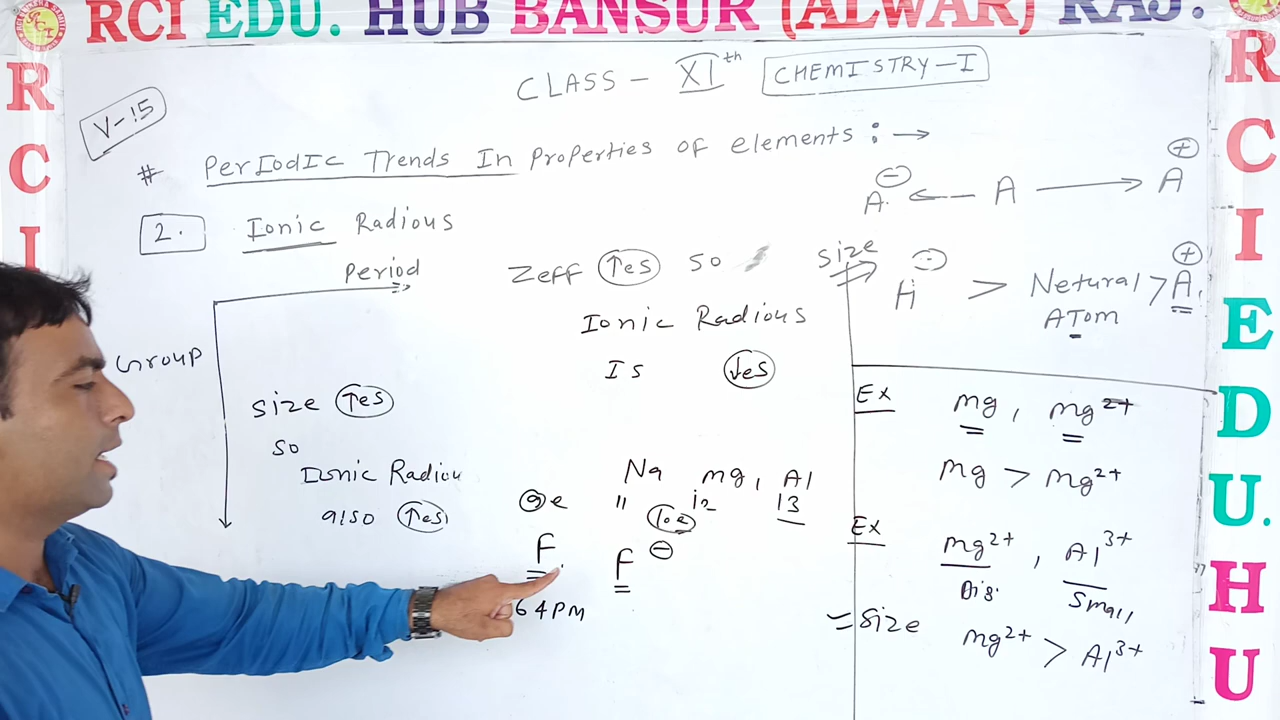 RCI EDU. HUB BANSUR (ALWAR) RAJ.
R
C
I
R
C
I
E
D
U.
H
U
CLASS – XIth CHEMISTRY-I
V-15
# PerIodIc Trends In Properties of elements : →
A⊖ ← A → A⊕
2. Ionic Radious
Period
Group
Zeff ↑es so
Ionic Radious
Is ↓es
size
A⊖ > Netural > A⊕
ATom
size ↑es
so
Ionic Radiou
also ↑es
Na mg, Al
11 12 13
9e 10e
F F⊖
64PM
Ex mg, mg2+
Mg > Mg2+
Ex mg2+, Al3+
Big. Small
= size mg2+ > Al3+